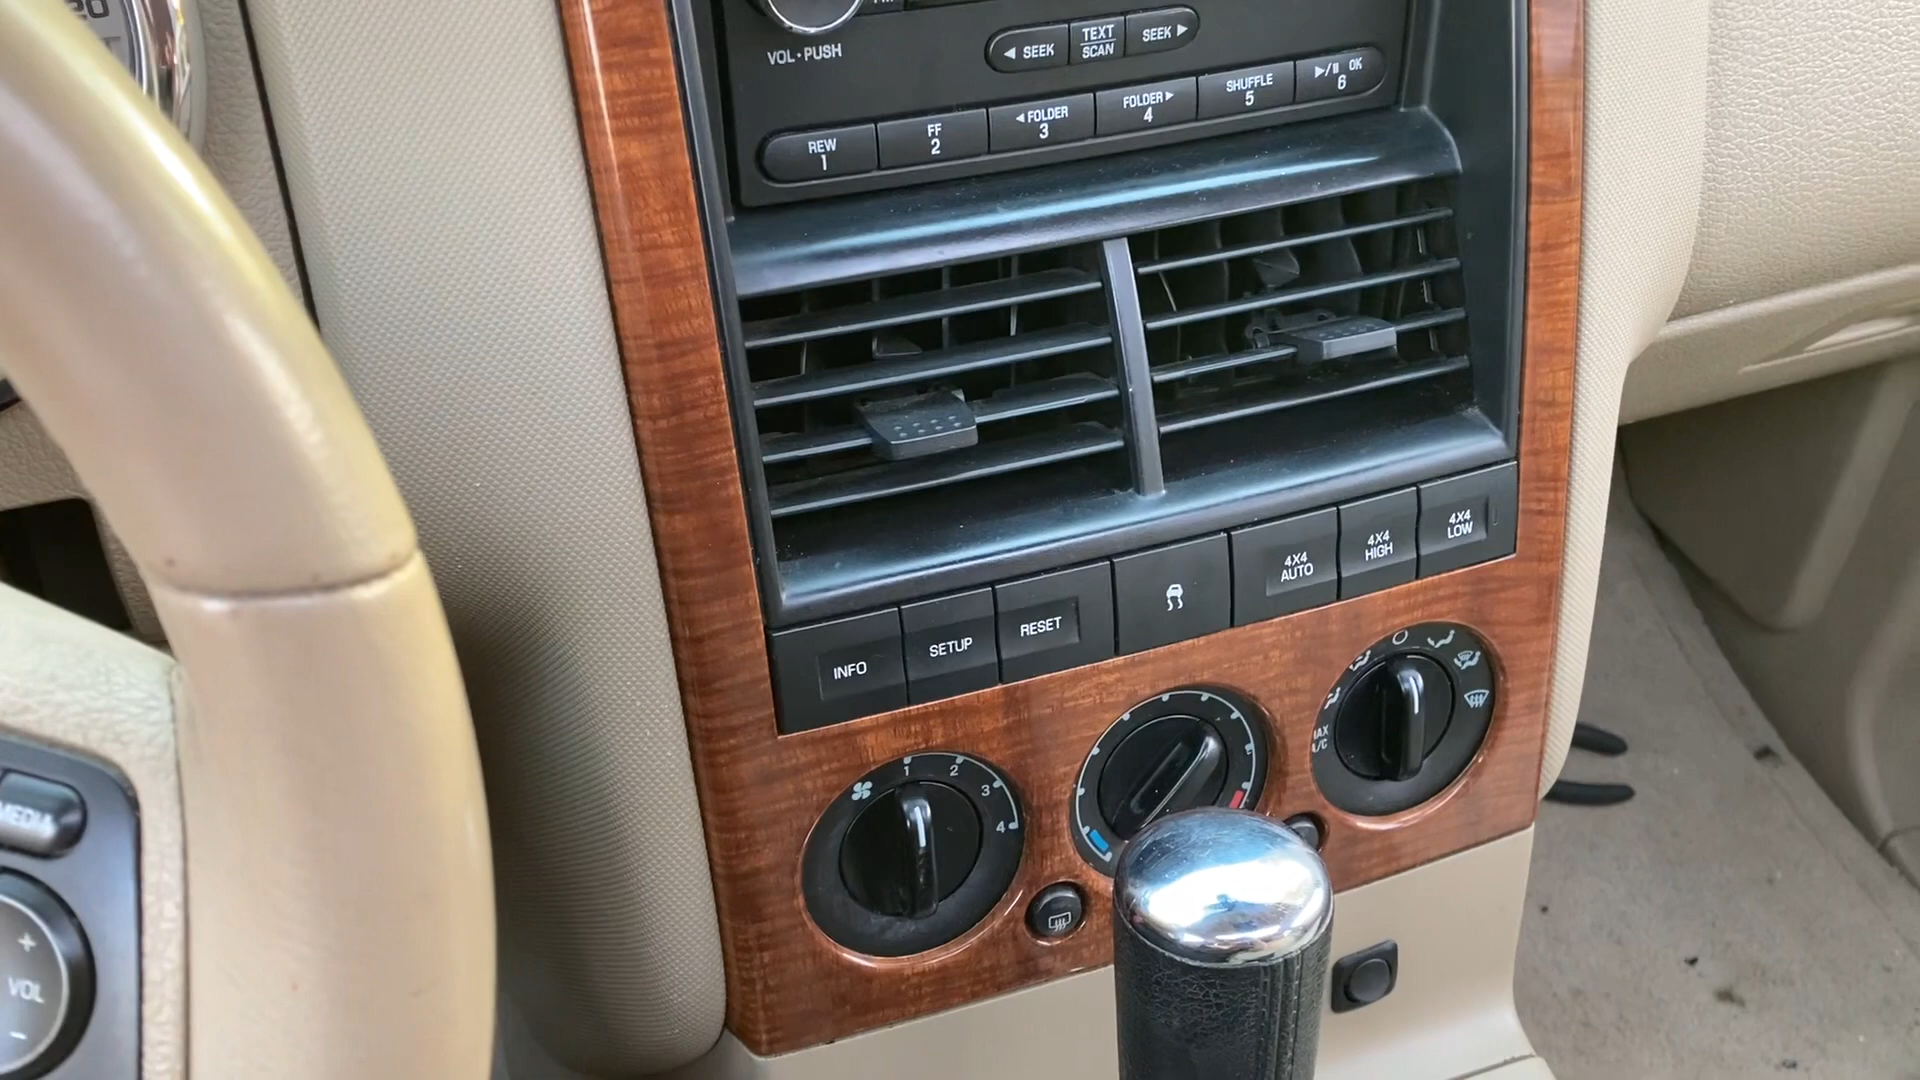 20
VOL•PUSH
◄ SEEK
TEXT
SCAN
SEEK ►
REW
1
FF
2
◄FOLDER
3
FOLDER►
4
SHUFFLE
5
►/II OK
6
INFO
SETUP
RESET
4X4
AUTO
4X4
HIGH
4X4
LOW
1
2
3
4
A/C
MEDIA
+
VOL
-